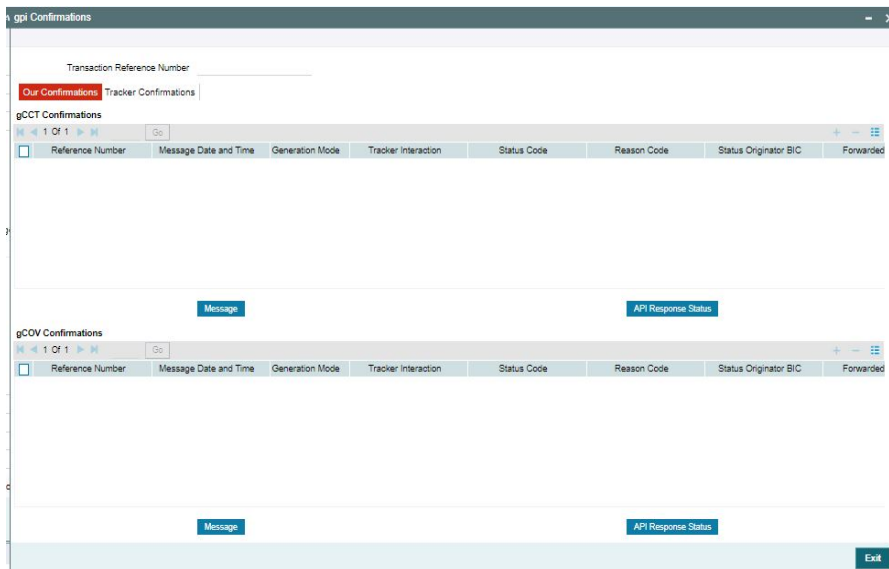 gpi Confirmations
Transaction Reference Number
Our Confirmations Tracker Confirmations
gCCT Confirmations
1 Of 1 Go
Reference Number Message Date and Time Generation Mode Tracker Interaction Status Code Reason Code Status Originator BIC Forwarded
Message API Response Status
gCOV Confirmations
1 Of 1 Go
Reference Number Message Date and Time Generation Mode Tracker Interaction Status Code Reason Code Status Originator BIC Forwarded
Message API Response Status
Exit